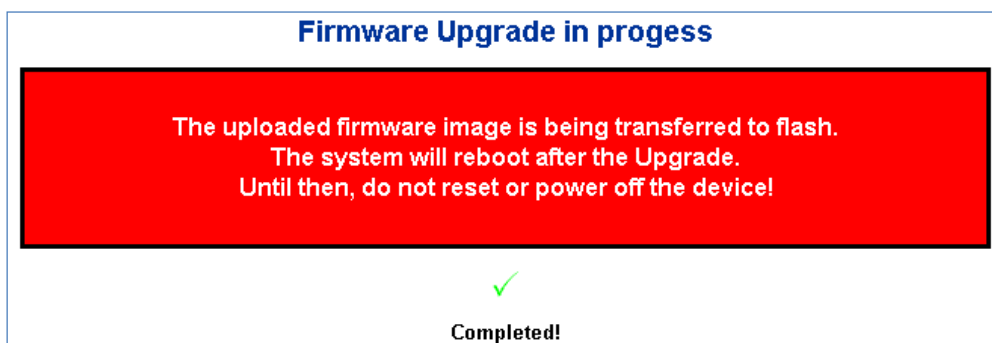 Firmware Upgrade in progess
The uploaded firmware image is being transferred to flash.
The system will reboot after the Upgrade.
Until then, do not reset or power off the device!
Completed!